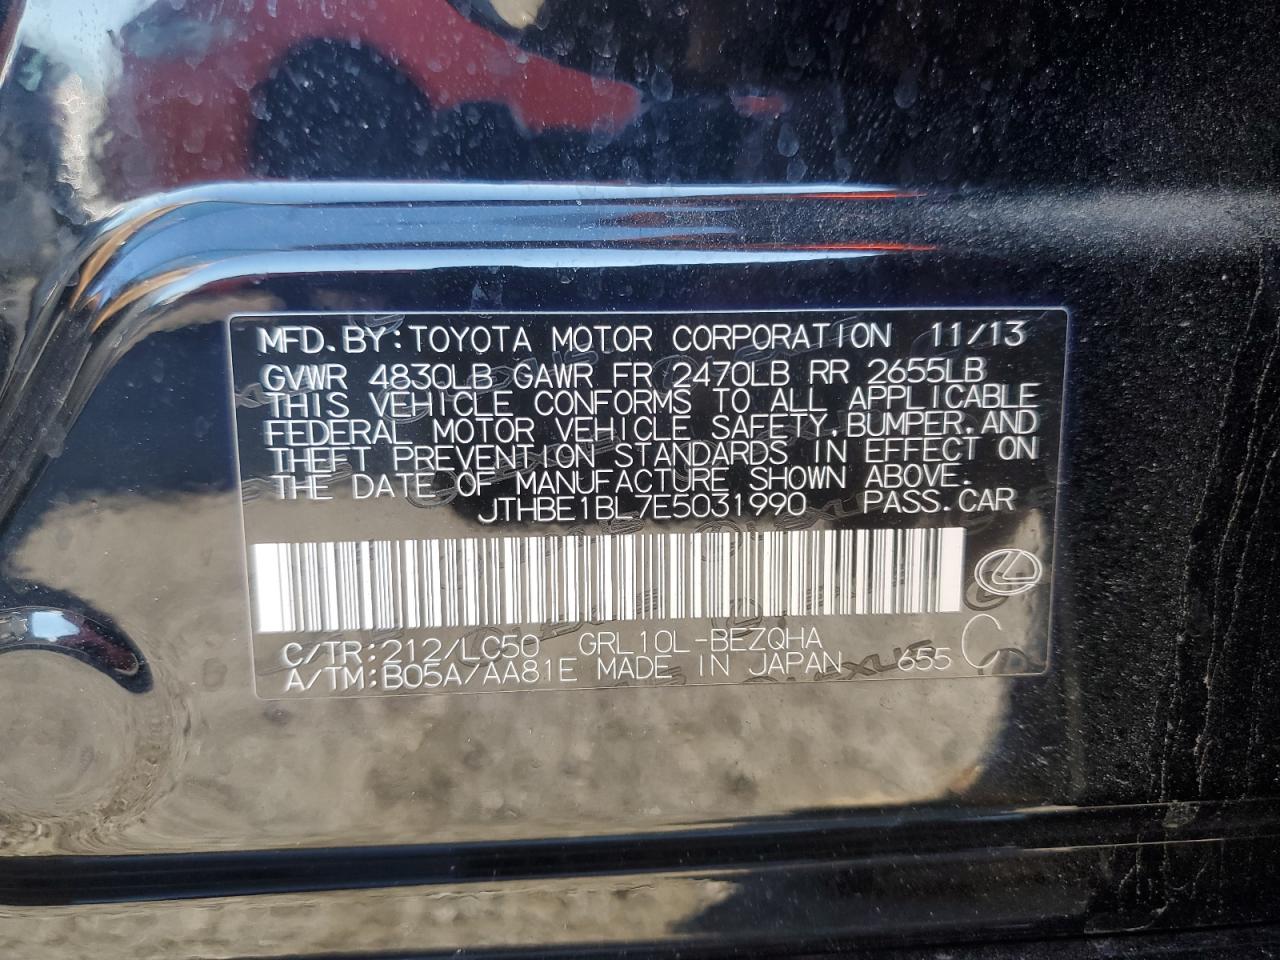 MFD. BY: TOYOTA MOTOR CORPORATION 11/13
GVWR 4830LB GAWR FR 2470LB RR 2655LB
THIS VEHICLE CONFORMS TO ALL APPLICABLE
FEDERAL MOTOR VEHICLE SAFETY, BUMPER, AND
THEFT PREVENTION STANDARDS IN EFFECT ON
THE DATE OF MANUFACTURE SHOWN ABOVE.
JTHBE1BL7E5031990 PASS. CAR
C/TR: 212/LC50 GRL10L-BEZQHA
A/TM: B05A/AA81E MADE IN JAPAN 655 C